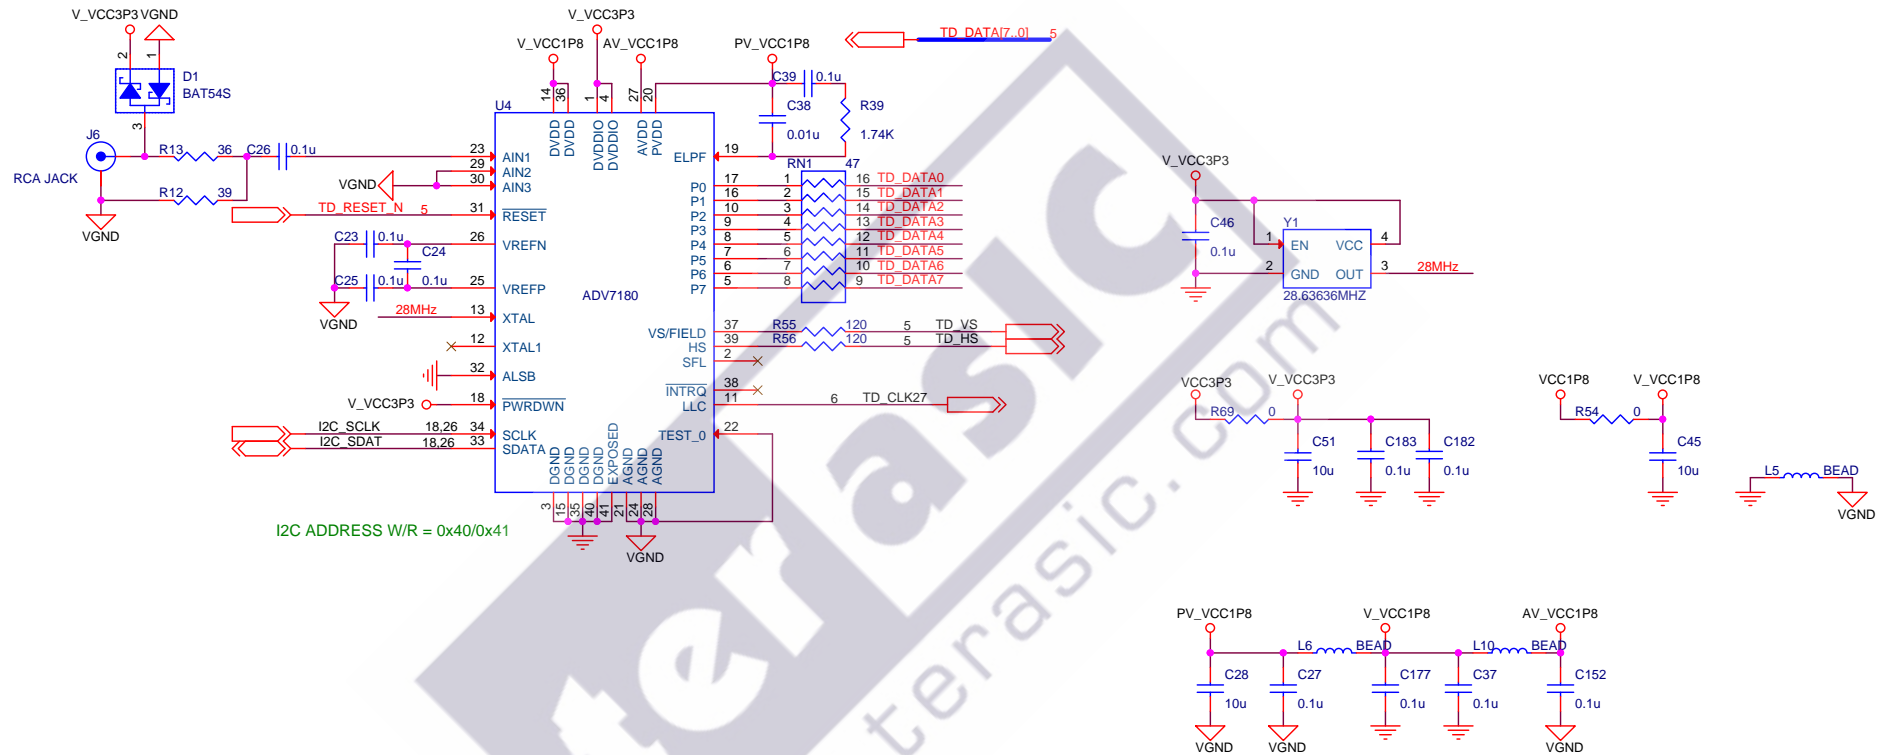 V_VCC3P3 VGND
V_VCC3P3
V_VCC1P8 AV_VCC1P8 PV_VCC1P8
TD_DATA[7..0] 5
2 1
D1
BAT54S
3
J6
RCA JACK
VGND
R13 36
C26 0.1u
R12 39
VGND
TD_RESET_N 5
C23 0.1u
C24
0.1u
C25 0.1u
VGND
28MHz
V_VCC3P3
I2C_SCLK 18,26
I2C_SDAT 18,26
U4
ADV7180
14 36 1 4 27 20
DVDD DVDD DVDDIO DVDDIO AVDD PVDD
23 AIN1
29 AIN2
30 AIN3
31 RESET
26 VREFN
25 VREFP
13 XTAL
12 XTAL1
32 ALSB
18 PWRDWN
34 SCLK
33 SDATA
ELPF 19
P0 17
P1 16
P2 10
P3 9
P4 8
P5 7
P6 6
P7 5
VS/FIELD 37
HS 39
SFL 2
INTRQ 38
LLC 11
TEST_0 22
DGND DGND DGND DGND EXPOSED AGND AGND AGND
3 15 35 40 41 21 24 28
VGND
I2C ADDRESS W/R = 0x40/0x41
C39 0.1u
C38
0.01u
R39
1.74K
RN1 47
1 16 TD_DATA0
2 15 TD_DATA1
3 14 TD_DATA2
4 13 TD_DATA3
5 12 TD_DATA4
6 11 TD_DATA5
7 10 TD_DATA6
8 9 TD_DATA7
R55 120 5 TD_VS
R56 120 5 TD_HS
6 TD_CLK27
V_VCC3P3
C46
0.1u
Y1
1 EN VCC 4
2 GND OUT 3
28.63636MHZ
28MHz
VCC3P3 V_VCC3P3
R69 0
C51
10u
C183
0.1u
C182
0.1u
VCC1P8 V_VCC1P8
R54 0
C45
10u
L5 BEAD
VGND
PV_VCC1P8 V_VCC1P8 AV_VCC1P8
L6 BEAD
L10 BEAD
C28
10u
C27
0.1u
C177
0.1u
C37
0.1u
C152
0.1u
VGND VGND VGND
terasic
terasic.com